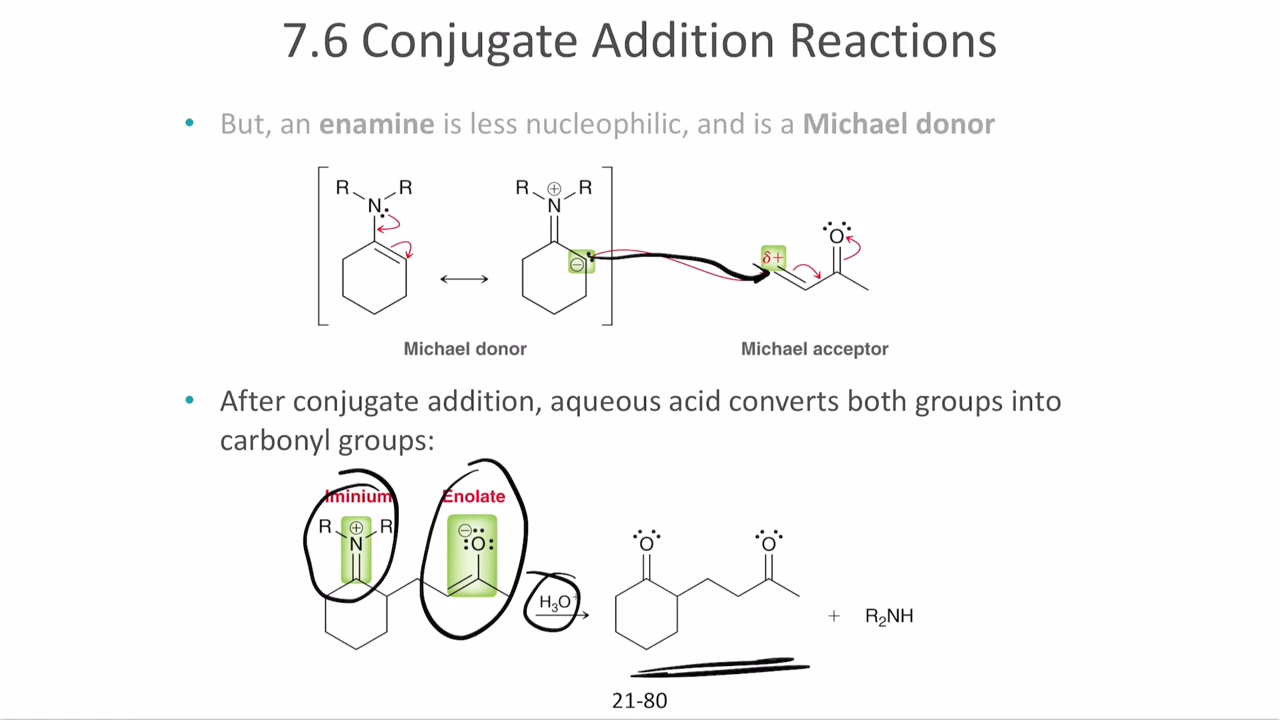 7.6 Conjugate Addition Reactions
• But, an enamine is less nucleophilic, and is a Michael donor
R R R ⊕ R
N: N O
δ+
⊖
Michael donor Michael acceptor
• After conjugate addition, aqueous acid converts both groups into
carbonyl groups:
Iminium Enolate
R ⊕ R ⊖
N :O: O O
H3O+
+ R2NH
21-80